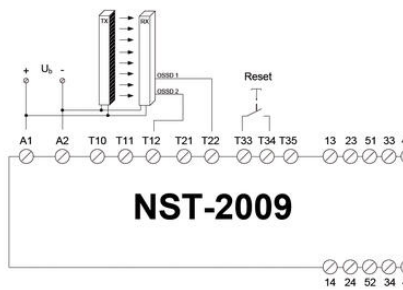 TX
RX
+ Ub -
OSSD 1
OSSD 2
Reset
A1 A2 T10 T11 T12 T21 T22 T33 T34 T35 13 23 51 33
NST-2009
14 24 52 34